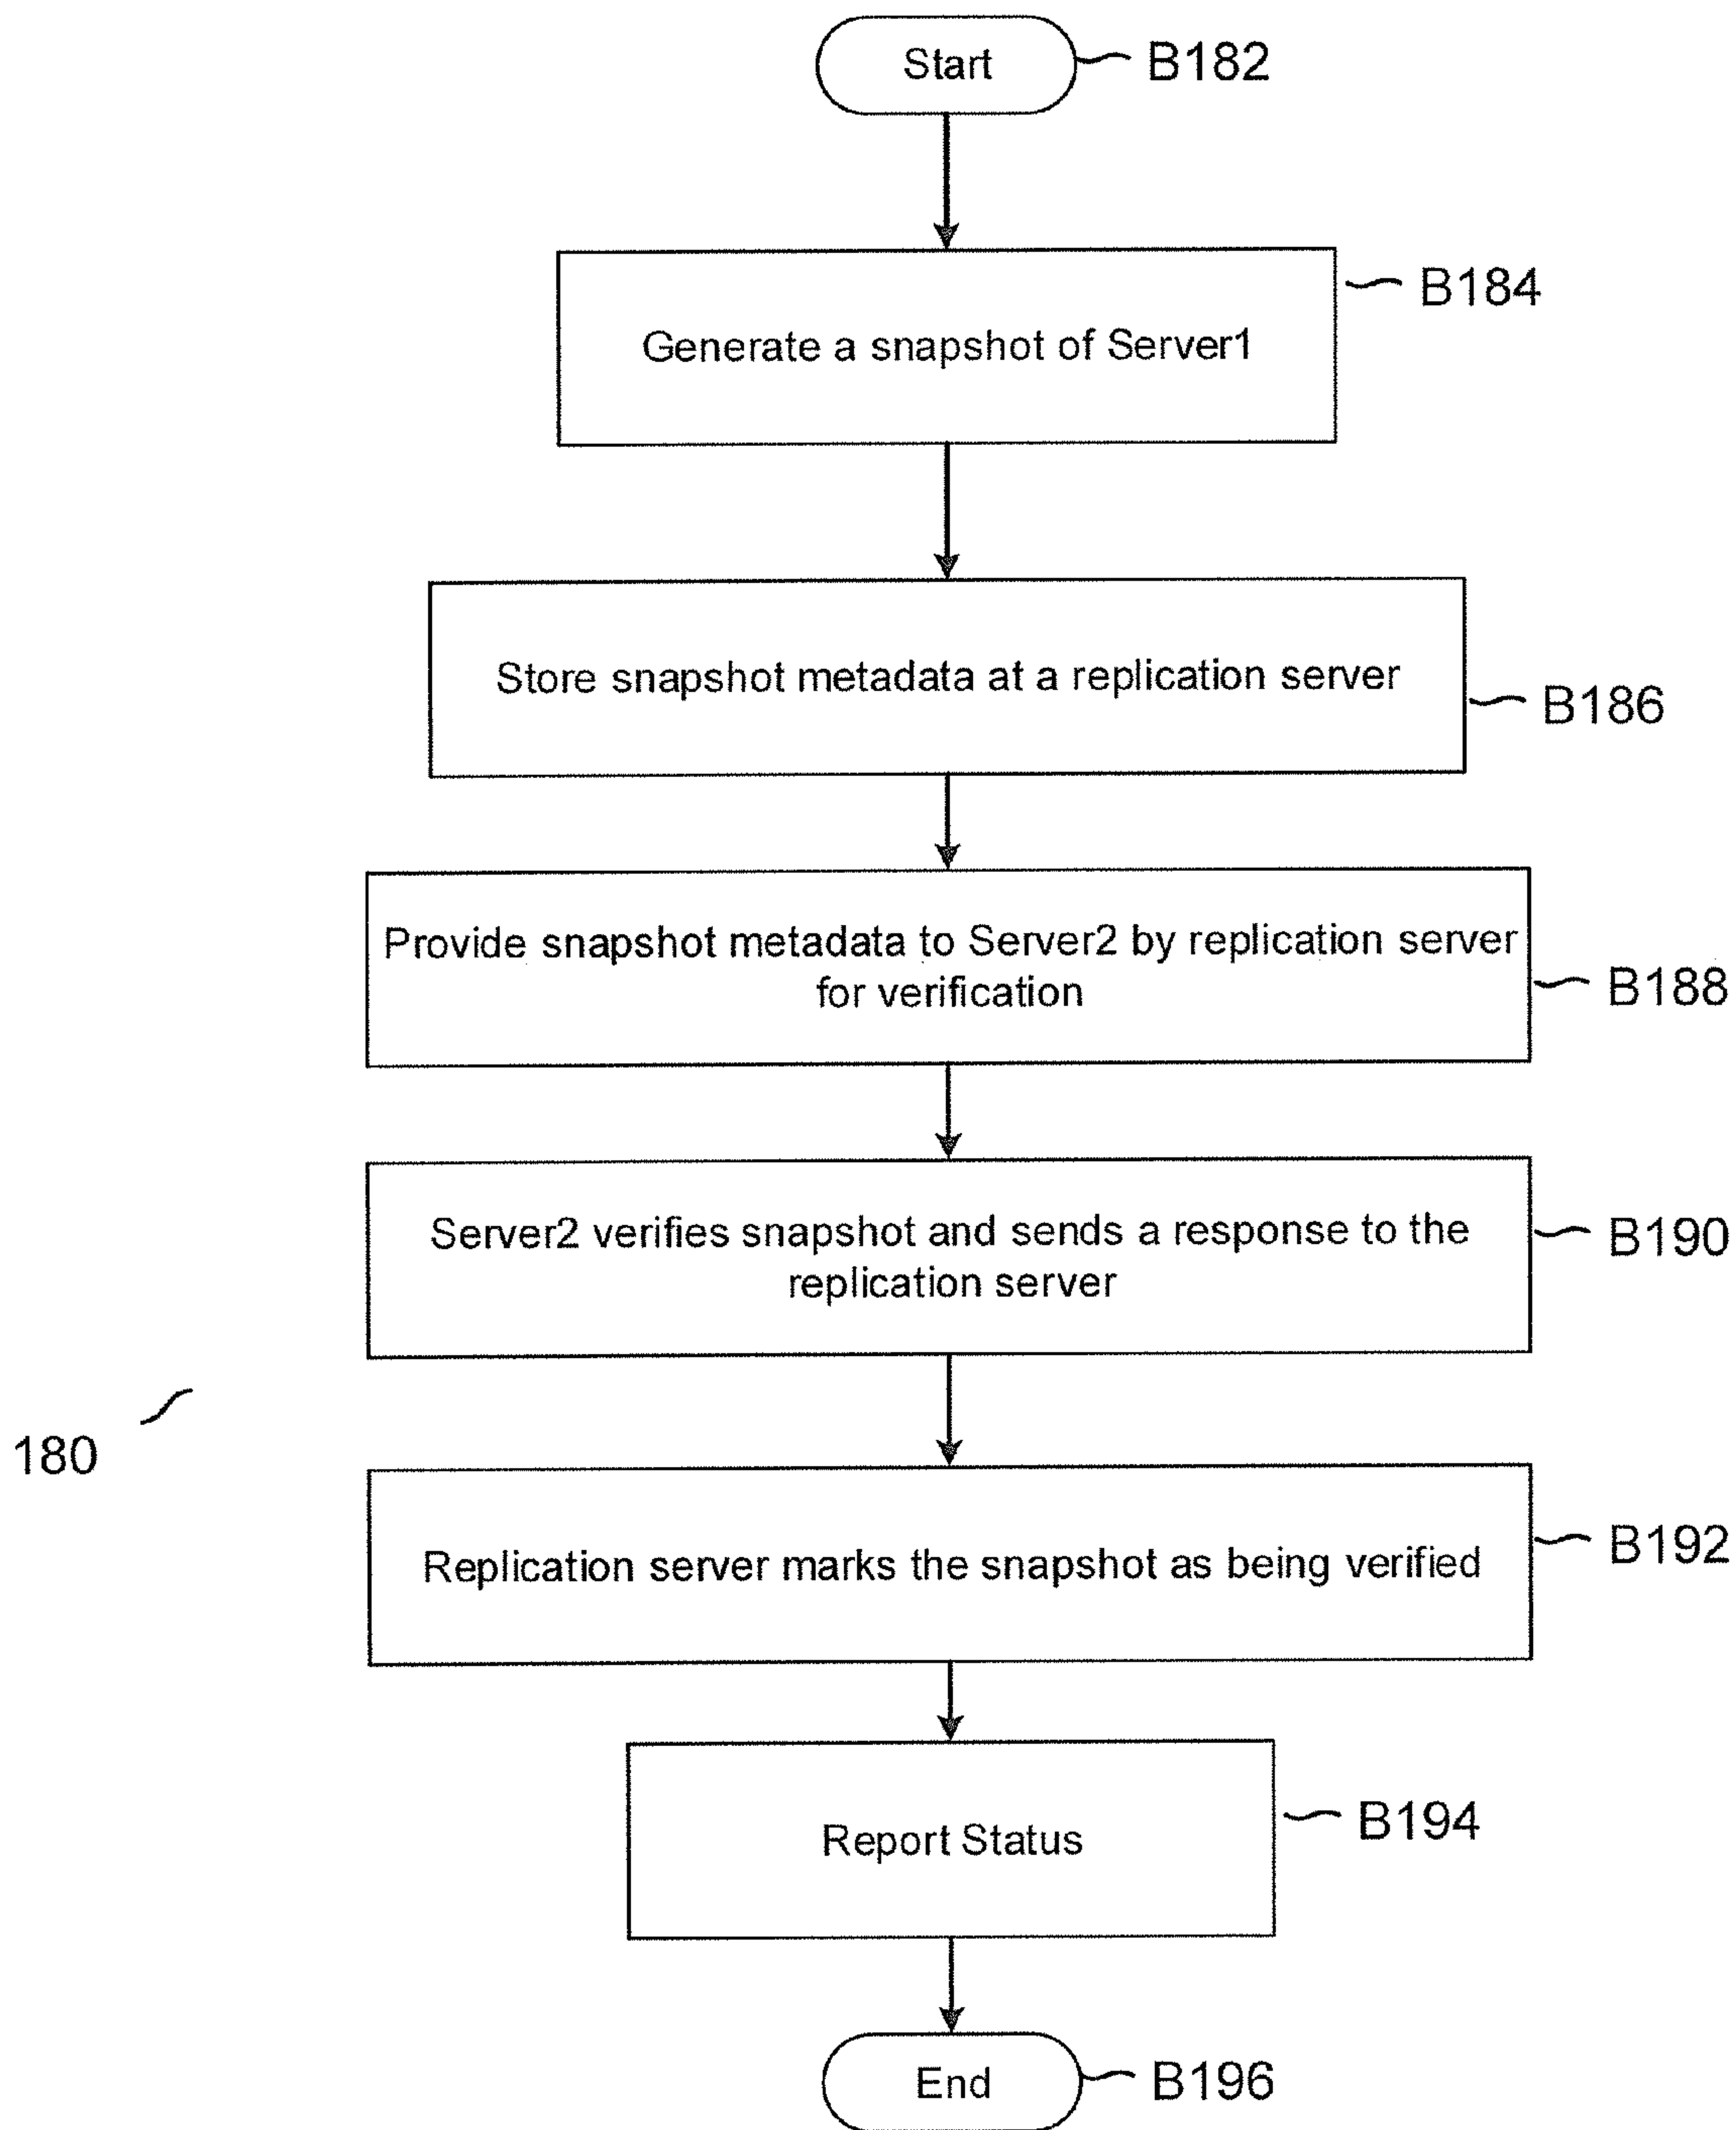 Start
B182
Generate a snapshot of Server1
B184
Store snapshot metadata at a replication server
B186
Provide snapshot metadata to Server2 by replication server
for verification
B188
Server2 verifies snapshot and sends a response to the
replication server
B190
180
Replication server marks the snapshot as being verified
B192
Report Status
B194
End
B196